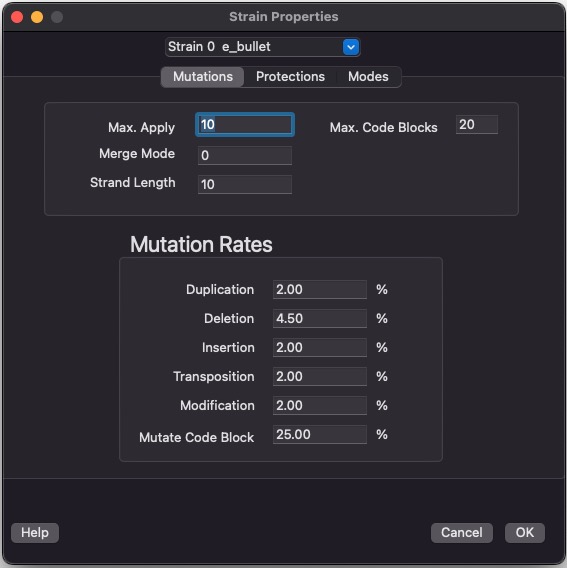 Strain Properties
Strain 0  e_bullet
Mutations Protections Modes
Max. Apply 10 Max. Code Blocks 20
Merge Mode 0
Strand Length 10
Mutation Rates
Duplication 2.00 %
Deletion 4.50 %
Insertion 2.00 %
Transposition 2.00 %
Modification 2.00 %
Mutate Code Block 25.00 %
Help Cancel OK